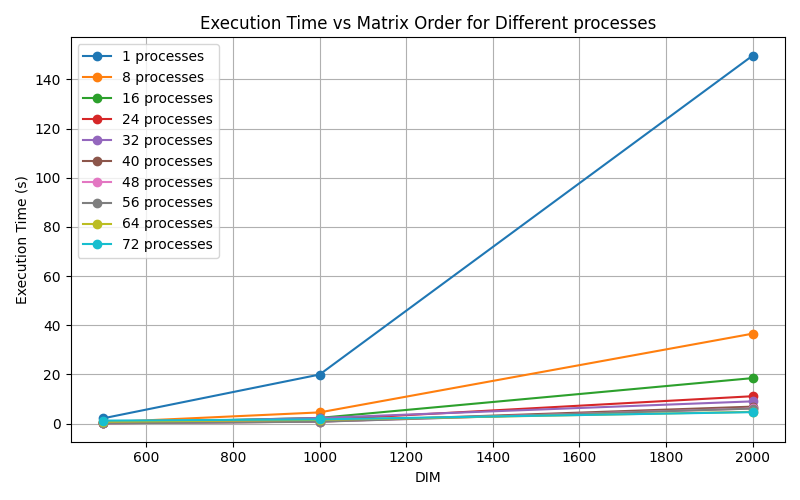 Execution Time vs Matrix Order for Different processes
1 processes
8 processes
16 processes
24 processes
32 processes
40 processes
48 processes
56 processes
64 processes
72 processes
Execution Time (s)
140
120
100
80
60
40
20
0
600 800 1000 1200 1400 1600 1800 2000
DIM